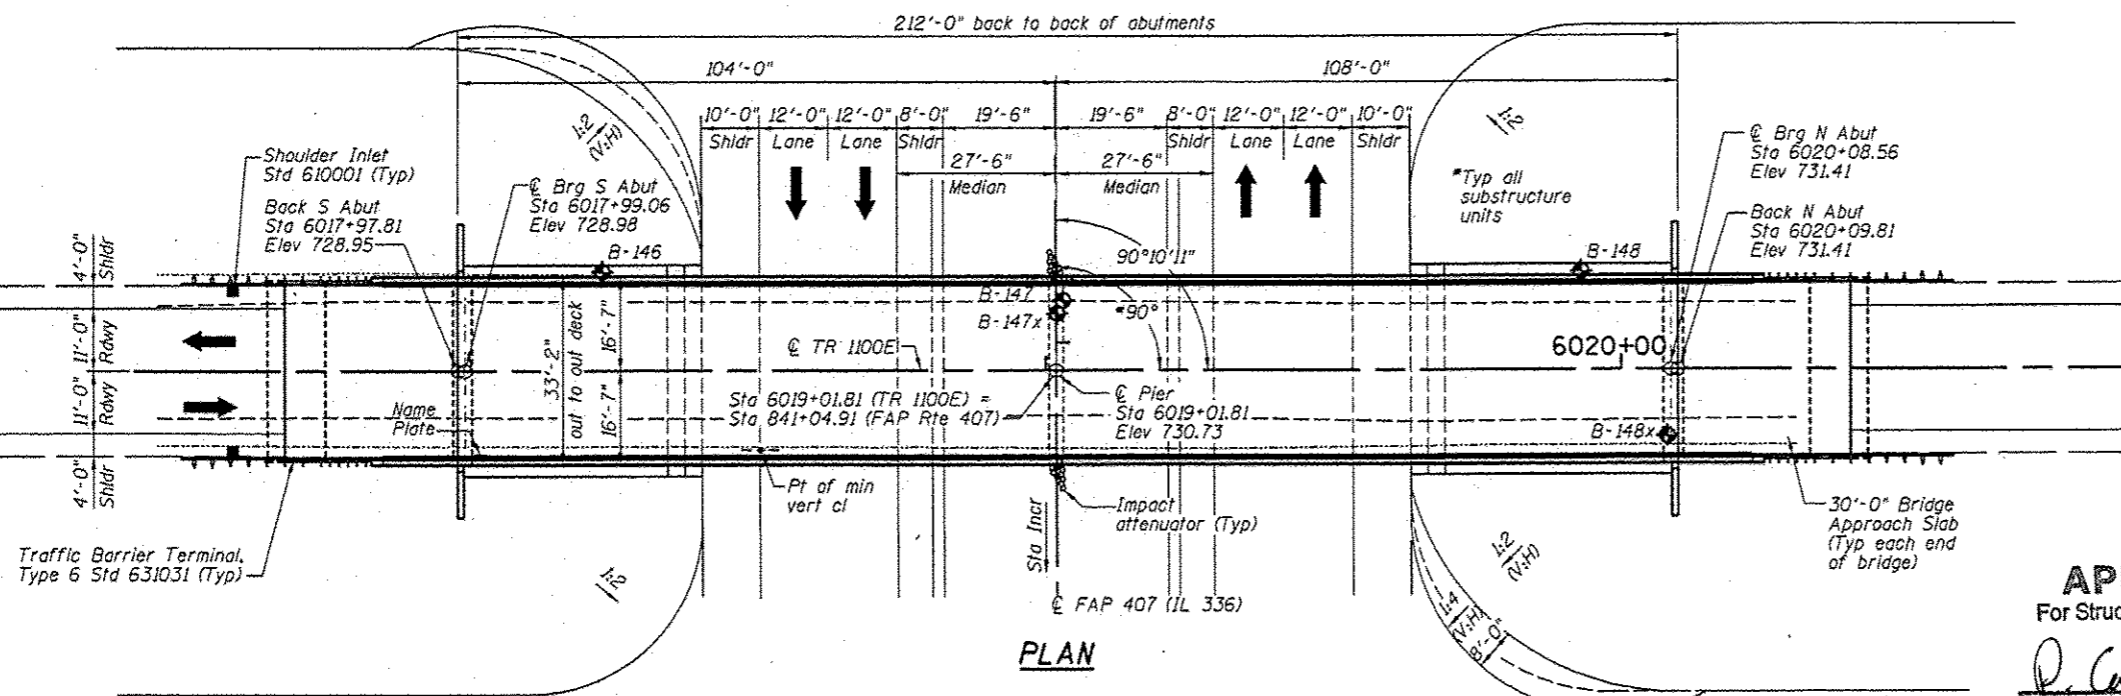 212'-0" back to back of abutments
104'-0"
108'-0"
10'-0" 12'-0" 12'-0" 8'-0" 19'-6" 19'-6" 8'-0" 12'-0" 12'-0" 10'-0"
Shldr Lane Lane Shldr Shldr Lane Lane Shldr
27'-6" 27'-6"
Median Median
1:2
(V:H)
1:2
Shoulder Inlet
Std 610001 (Typ)
Back S Abut
Sta 6017+97.81
Elev 728.95
℄ Brg S Abut
Sta 6017+99.06
Elev 728.98
*Typ all
substructure
units
℄ Brg N Abut
Sta 6020+08.56
Elev 731.41
Back N Abut
Sta 6020+09.81
Elev 731.41
B-146
90°10'11"
B-148
B-147
B-147x
*90°
4'-0"
Shldr
11'-0"
Rdwy
11'-0"
Rdwy
4'-0"
Shldr
33'-2"
out to out deck
16'-7"
16'-7"
℄ TR 1100E
6020+00
Name
Plate
Sta 6019+01.81 (TR 1100E) =
Sta 841+04.91 (FAP Rte 407)
℄ Pier
Sta 6019+01.81
Elev 730.73
B-148x
Pt of min
vert cl
Impact
attenuator (Typ)
Sta Incr
30'-0" Bridge
Approach Slab
(Typ each end
of bridge)
Traffic Barrier Terminal,
Type 6 Std 631031 (Typ)
1:2
1:2
(V:H)
1:4
(V:H)
8'-0"
℄ FAP 407 (IL 336)
PLAN
AP
For Struc